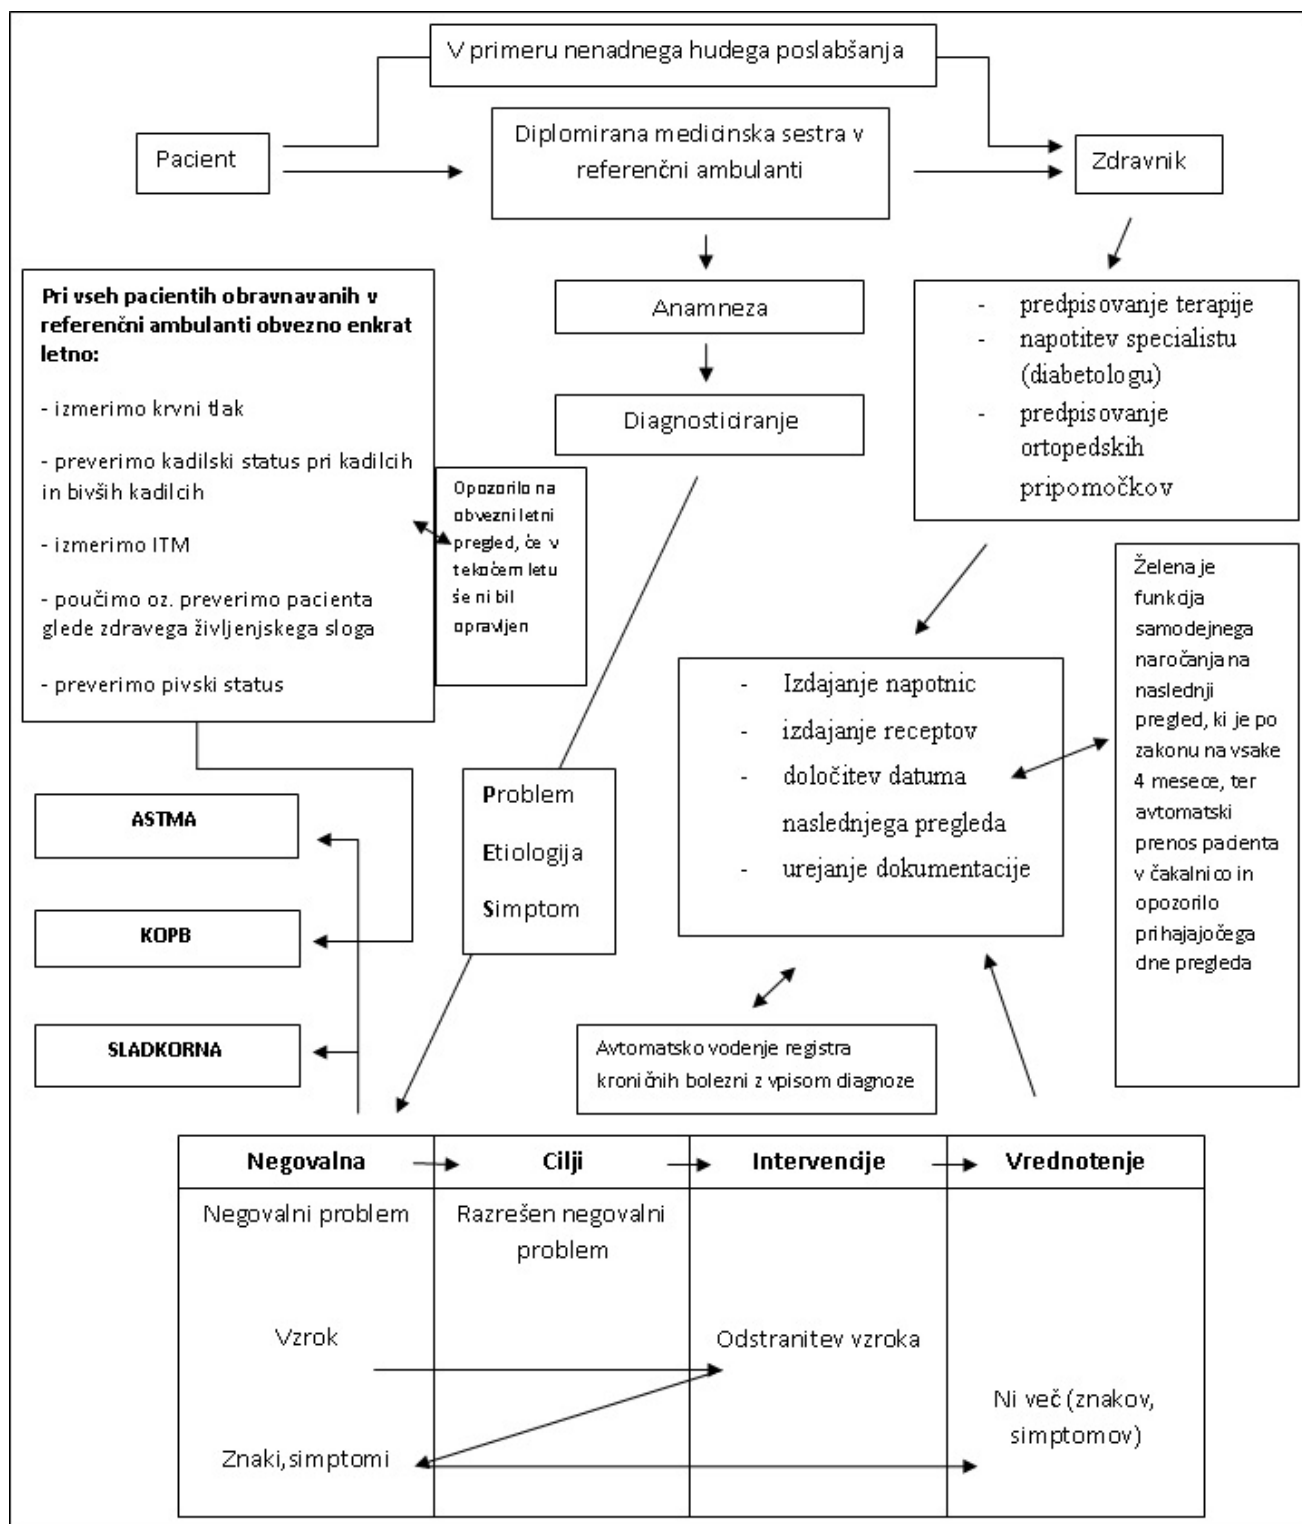 V primeru nenadnega hudega poslabšanja
Pacient
Diplomirana medicinska sestra v
referenčni ambulanti
Zdravnik
Pri vseh pacientih obravnavanih v
referenčni ambulanti obvezno enkrat
letno:
- izmerimo krvni tlak
- preverimo kadilski status pri kadilcih
in bivših kadilcih
- izmerimo ITM
- poučimo oz. preverimo pacienta
glede zdravega življenjskega sloga
- preverimo pivski status
Anamneza
Diagnosticiranje
- predpisovanje terapije
- napotitev specialistu
(diabetologu)
- predpisovanje
ortopedskih
pripomočkov
Opozorilo na
obvezni letni
pregled, če v
tekočem letu
še ni bil
opravljen
Želena je
funkcija
samodejnega
naročanja na
naslednji
pregled, ki je po
zakonu na vsake
4 mesece, ter
avtomatski
prenos pacienta
v čakalnico in
opozorilo
prihajajočega
dne pregleda
- Izdajanje napotnic
- izdajanje receptov
- določitev datuma
naslednjega pregleda
- urejanje dokumentacije
Problem
Etiologija
Simptom
ASTMA
KOPB
SLADKORNA
Avtomatsko vodenje registra
kroničnih bolezni z vpisom diagnoze
Negovalna Cilji Intervencije Vrednotenje
Negovalni problem
Razrešen negovalni
problem
Vzrok
Odstranitev vzroka
Znaki, simptomi
Ni več (znakov,
simptomov)